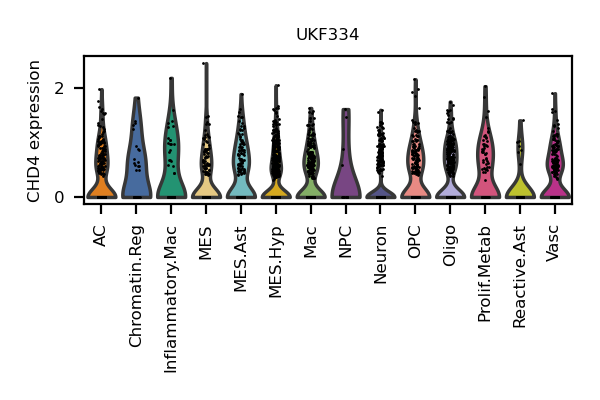 UKF334
CHD4 expression
2
0
AC
Chromatin.Reg
Inflammatory.Mac
MES
MES.Ast
MES.Hyp
Mac
NPC
Neuron
OPC
Oligo
Prolif.Metab
Reactive.Ast
Vasc